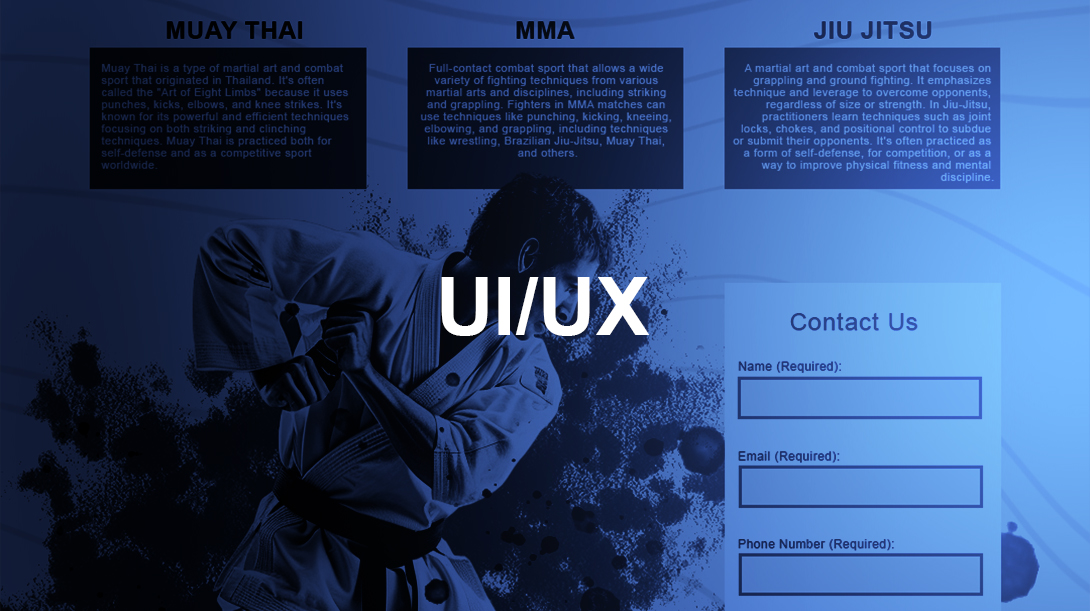 MUAY THAI
Muay Thai is a type of martial art and combat
sport that originated in Thailand. It's often
called the "Art of Eight Limbs" because it uses
punches, kicks, elbows, and knee strikes. It's
known for its powerful and efficient techniques
focusing on both striking and clinching
techniques. Muay Thai is practiced both for
self-defense and as a competitive sport
worldwide.
MMA
Full-contact combat sport that allows a wide
variety of fighting techniques from various
martial arts and disciplines, including striking
and grappling. Fighters in MMA matches can
use techniques like punching, kicking, kneeing,
elbowing, and grappling, including techniques
like wrestling, Brazilian Jiu-Jitsu, Muay Thai,
and others.
JIU JITSU
A martial art and combat sport that focuses on
grappling and ground fighting. It emphasizes
technique and leverage to overcome opponents,
regardless of size or strength. In Jiu-Jitsu,
practitioners learn techniques such as joint
locks, chokes, and positional control to subdue
or submit their opponents. It's often practiced as
a form of self-defense, for competition, or as a
way to improve physical fitness and mental
discipline.
UI/UX
Contact Us
Name (Required):
Email (Required):
Phone Number (Required):